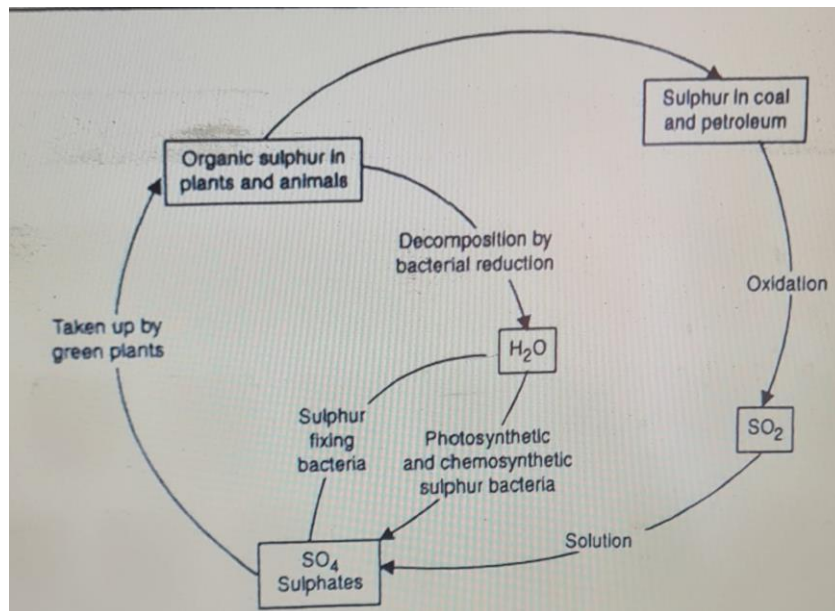 Sulphur in coal
and petroleum
Organic sulphur in
plants and animals
Decomposition by
bacterial reduction
Oxidation
Taken up by
green plants
H₂O
Sulphur
fixing
bacteria
Photosynthetic
and chemosynthetic
sulphur bacteria
SO₂
Solution
SO₄
Sulphates